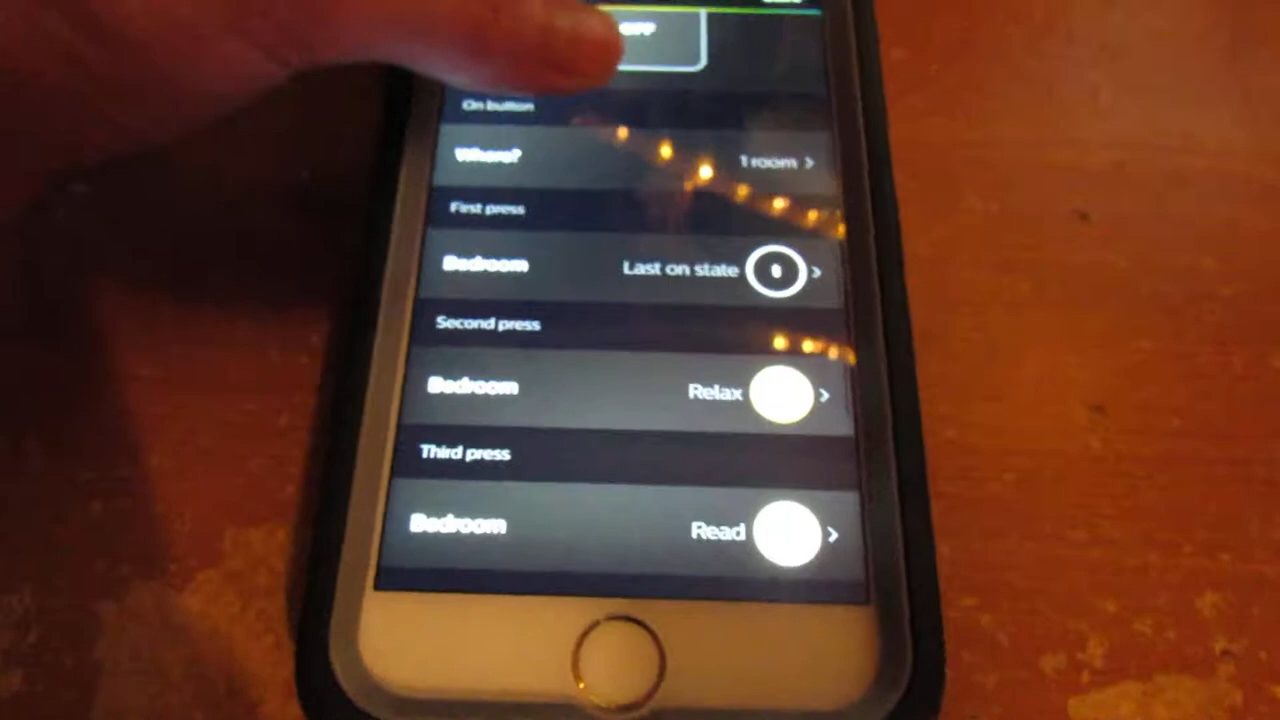 On button
Where?
1 room
First press
Bedroom
Last on state
Second press
Bedroom
Relax
Third press
Bedroom
Read